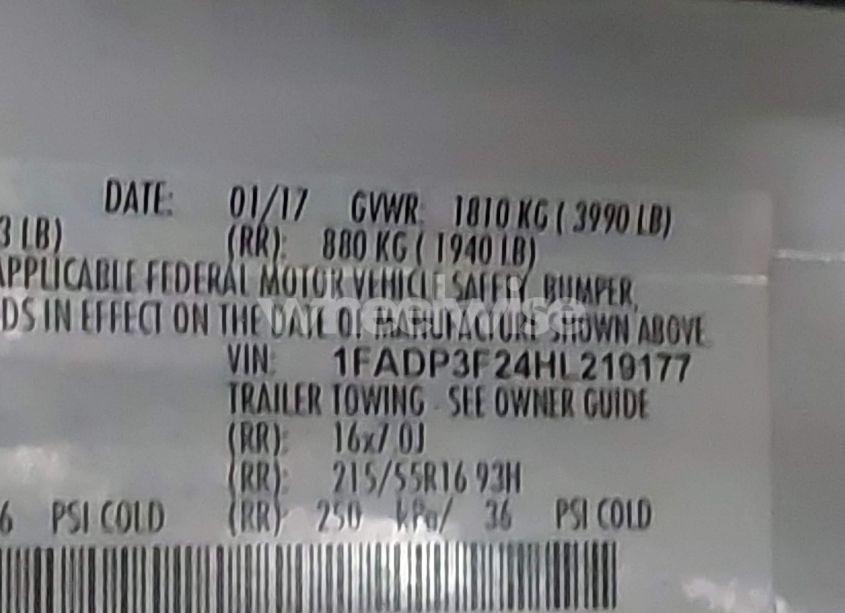 DATE: 01/17 GVWR: 1810 KG ( 3990 LB)
3 LB) (RR): 880 KG ( 1940 LB)
APPLICABLE FEDERAL MOTOR VEHICLE SAFETY, BUMPER,
DS IN EFFECT ON THE DATE OF MANUFACTURE SHOWN ABOVE
wheelwise
VIN: 1FADP3F24HL219177
TRAILER TOWING - SEE OWNER GUIDE
(RR): 16x7.0J
(RR): 215/55R16 93H
6 PSI COLD (RR): 250 kPa/ 36 PSI COLD